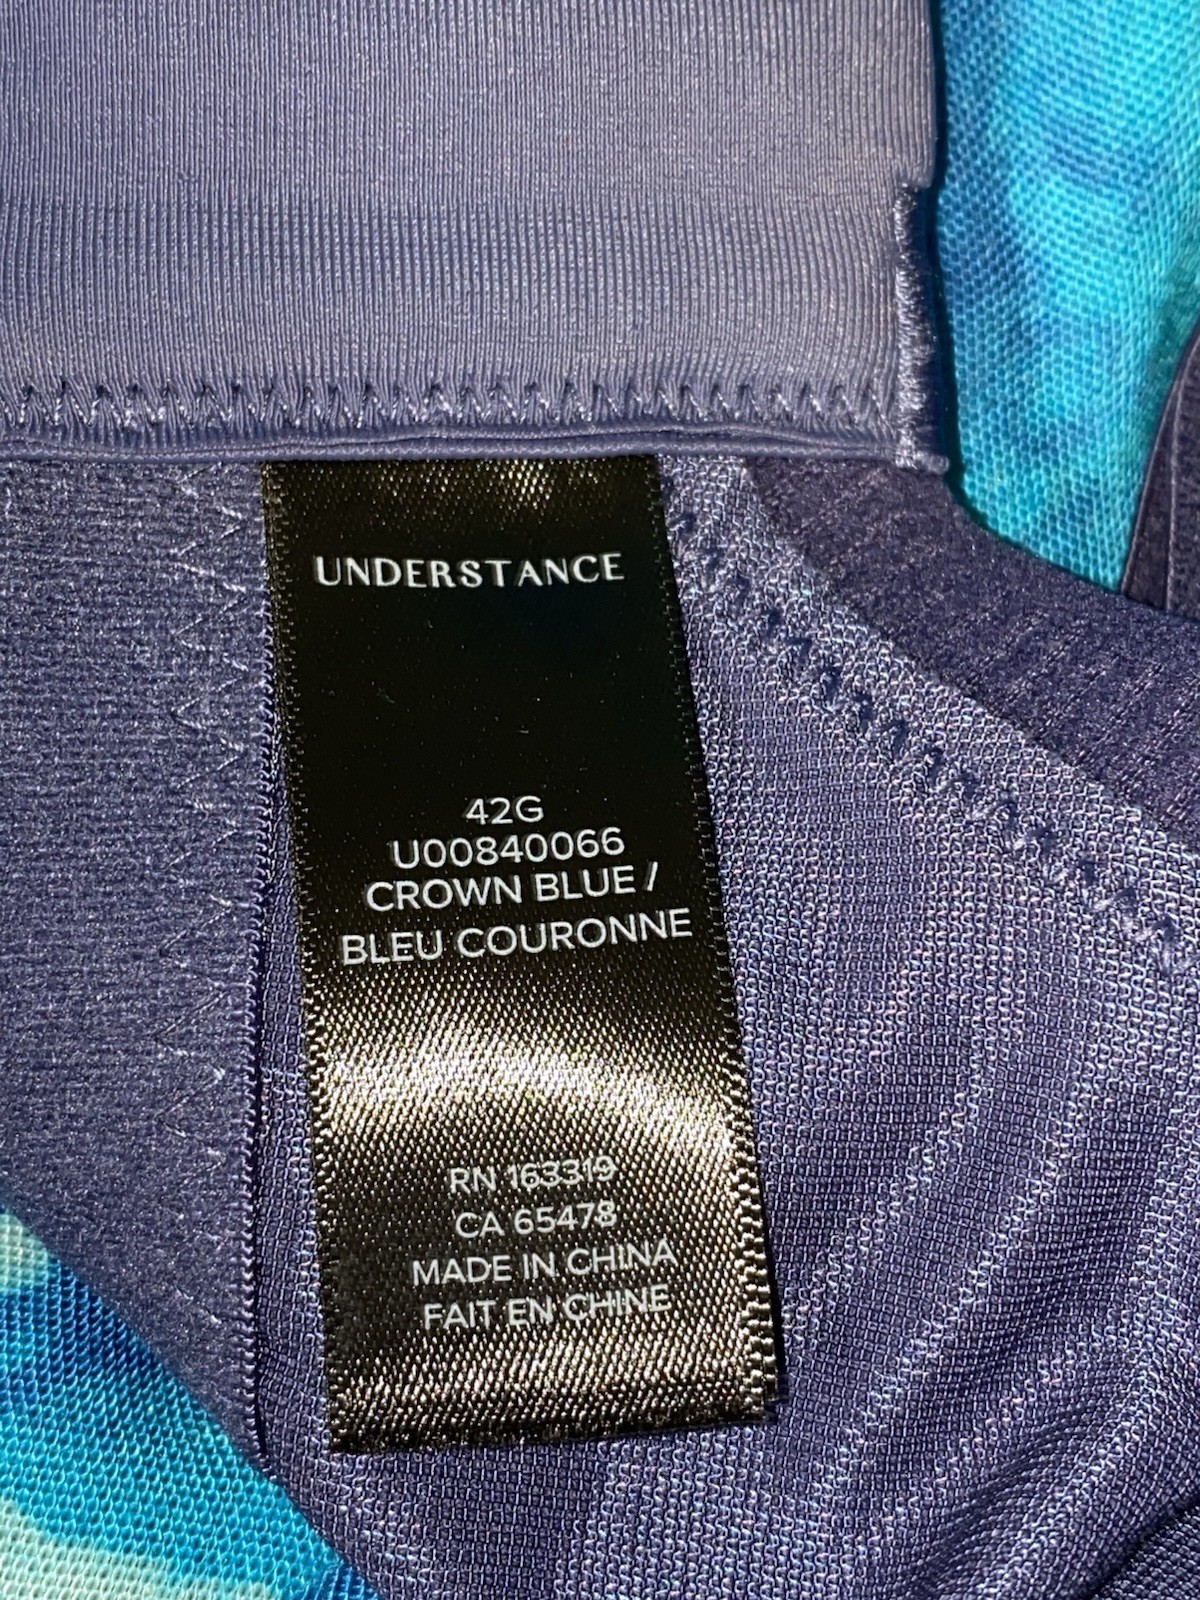 UNDERSTANCE
42G
U00840066
CROWN BLUE /
BLEU COURONNE
RN 163319
CA 65478
MADE IN CHINA
FAIT EN CHINE